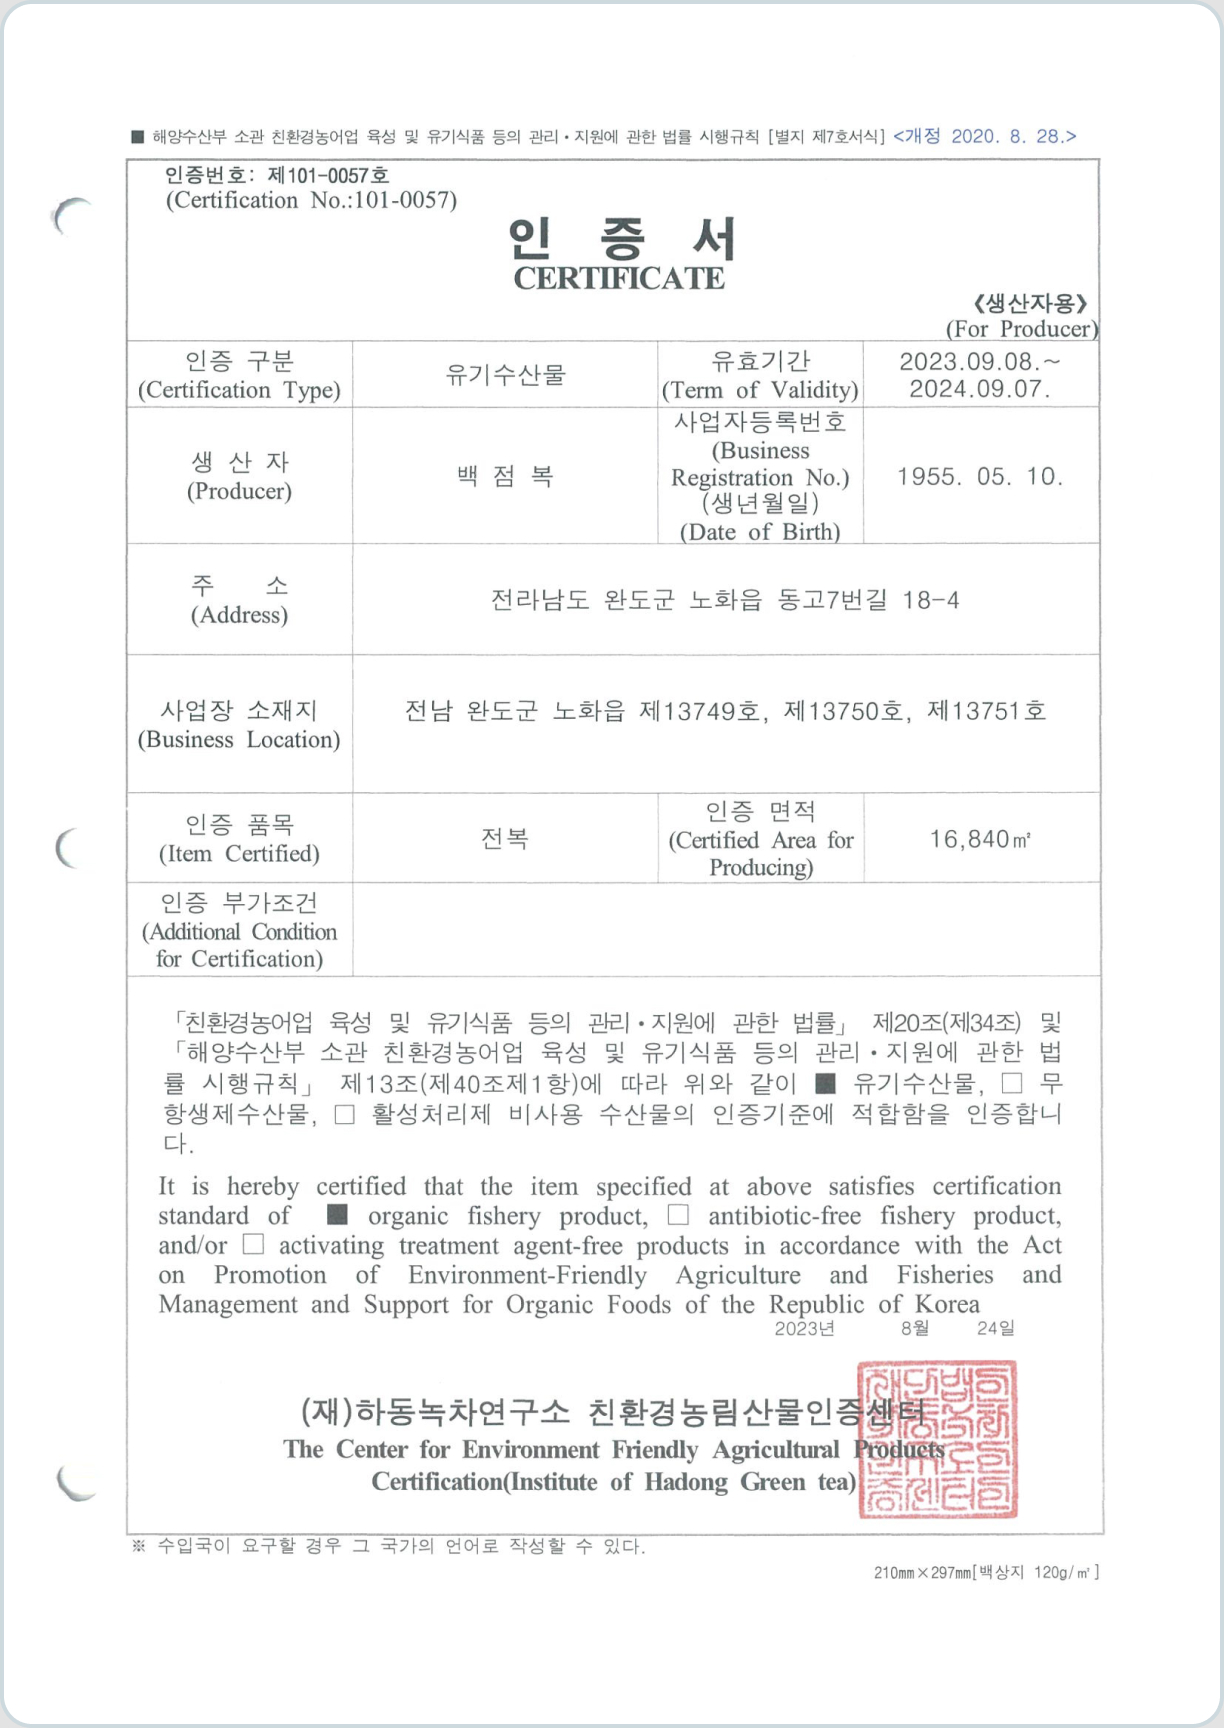 ■ 해양수산부 소관 친환경농어업 육성 및 유기식품 등의 관리・지원에 관한 법률 시행규칙 [별지 제7호서식] <개정 2020. 8. 28.>
인증번호: 제101-0057호
(Certification No.:101-0057)
인 증 서
CERTIFICATE
《생산자용》
(For Producer)
인증 구분
(Certification Type)
유기수산물
유효기간
(Term of Validity)
2023.09.08.~
2024.09.07.
생 산 자
(Producer)
백 점 복
사업자등록번호
(Business
Registration No.)
(생년월일)
(Date of Birth)
1955. 05. 10.
주 소
(Address)
전라남도 완도군 노화읍 동고7번길 18-4
사업장 소재지
(Business Location)
전남 완도군 노화읍 제13749호, 제13750호, 제13751호
인증 품목
(Item Certified)
전복
인증 면적
(Certified Area for
Producing)
16,840㎡
인증 부가조건
(Additional Condition
for Certification)
「친환경농어업 육성 및 유기식품 등의 관리・지원에 관한 법률」 제20조(제34조) 및
「해양수산부 소관 친환경농어업 육성 및 유기식품 등의 관리・지원에 관한 법
률 시행규칙」 제13조(제40조제1항)에 따라 위와 같이 ■ 유기수산물, □ 무
항생제수산물, □ 활성처리제 비사용 수산물의 인증기준에 적합함을 인증합니
다.
It is hereby certified that the item specified at above satisfies certification
standard of ■ organic fishery product, □ antibiotic-free fishery product,
and/or □ activating treatment agent-free products in accordance with the Act
on Promotion of Environment-Friendly Agriculture and Fisheries and
Management and Support for Organic Foods of the Republic of Korea
2023년 8월 24일
(재)하동녹차연구소 친환경농림산물인증센터
The Center for Environment Friendly Agricultural Products
Certification(Institute of Hadong Green tea)
※ 수입국이 요구할 경우 그 국가의 언어로 작성할 수 있다.
210㎜×297㎜[백상지 120g/㎡]